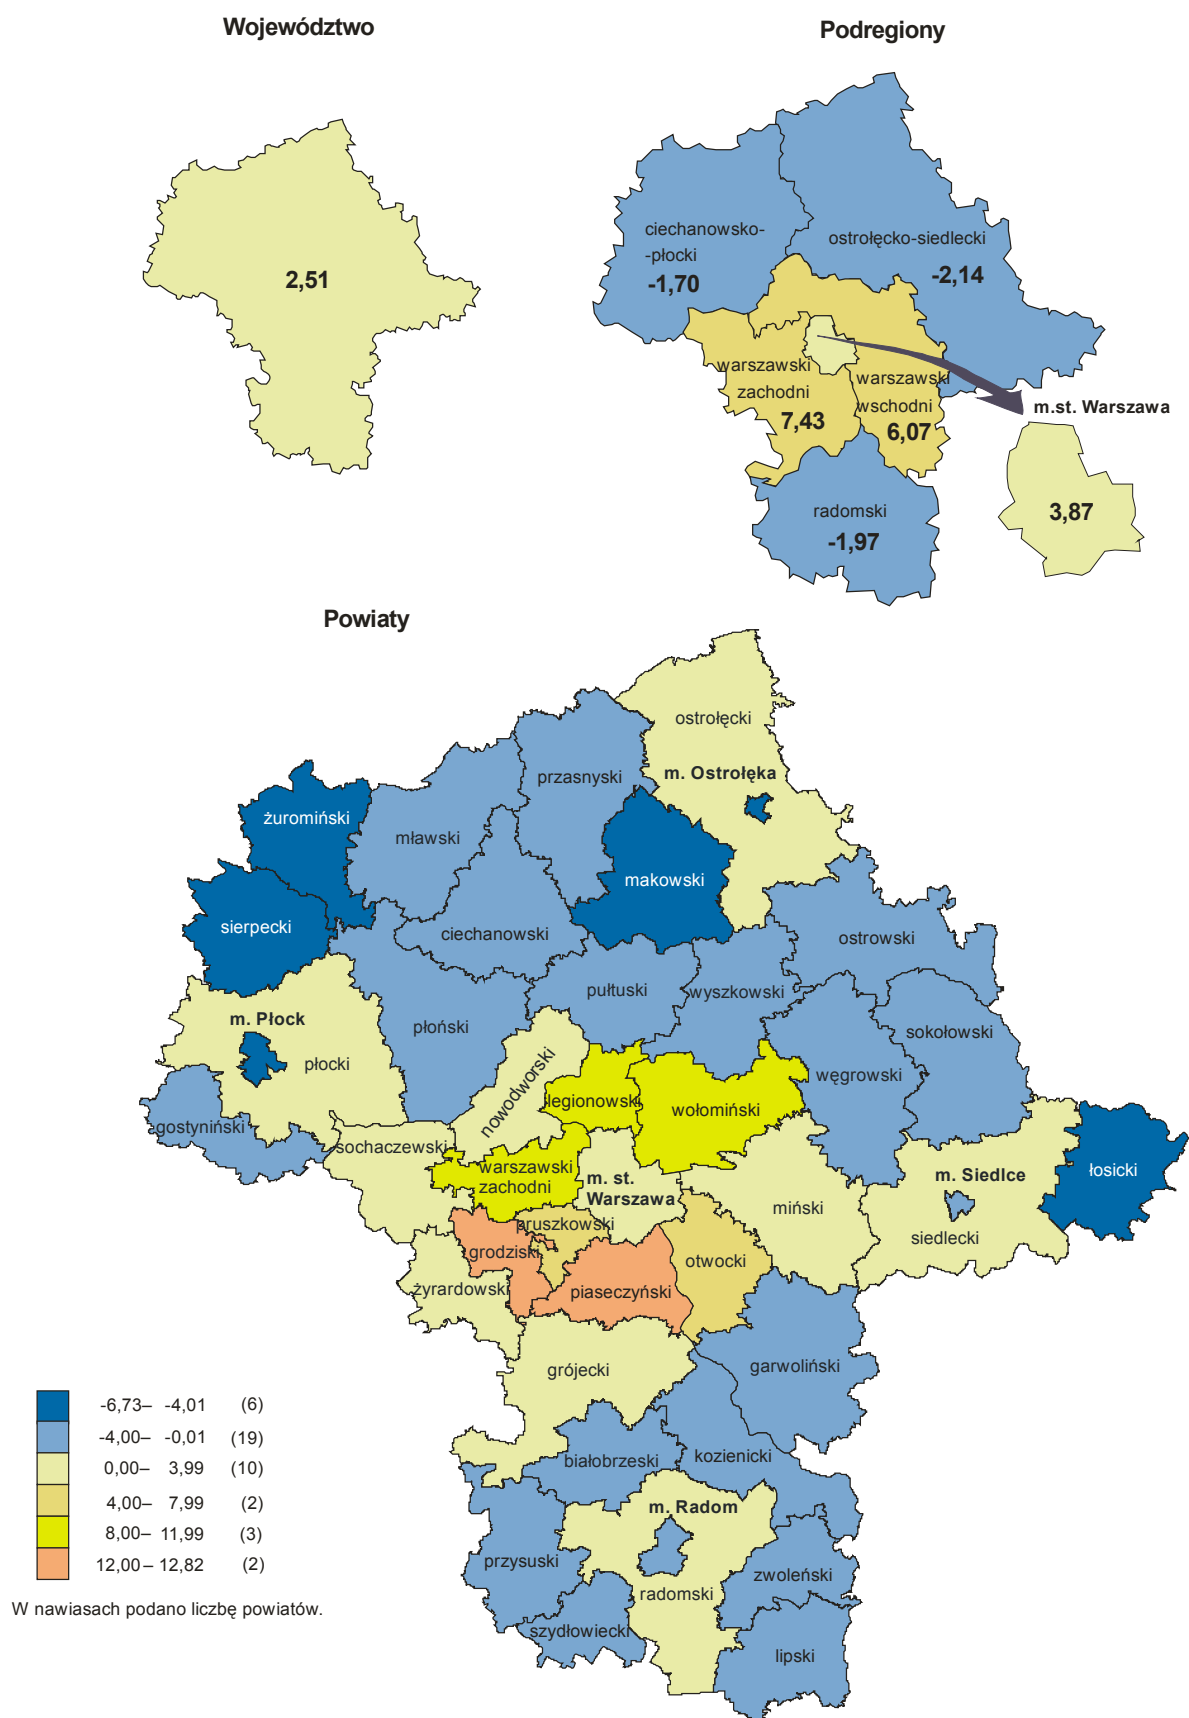 Województwo
Podregiony
2,51
ciechanowsko-
-płocki
-1,70
ostrołęcko-siedlecki
-2,14
warszawski
zachodni
7,43
warszawski
wschodni
6,07
m.st. Warszawa
3,87
radomski
-1,97
Powiaty
ostrołęcki
m. Ostrołęka
przasnyski
żuromiński
mławski
makowski
sierpecki
ciechanowski
ostrowski
pułtuski
wyszkowski
płoński
sokołowski
m. Płock
płocki
nowodworski
legionowski
wołomiński
węgrowski
gostyniński
sochaczewski
warszawski
zachodni
m. st.
Warszawa
m. Siedlce
łosicki
miński
siedlecki
pruszkowski
grodziski
otwocki
żyrardowski
piaseczyński
grójecki
garwoliński
białobrzeski
kozienicki
m. Radom
przysuski
zwoleński
radomski
szydłowiecki
lipski
-6,73– -4,01 (6)
-4,00– -0,01 (19)
0,00– 3,99 (10)
4,00– 7,99 (2)
8,00– 11,99 (3)
12,00– 12,82 (2)
W nawiasach podano liczbę powiatów.